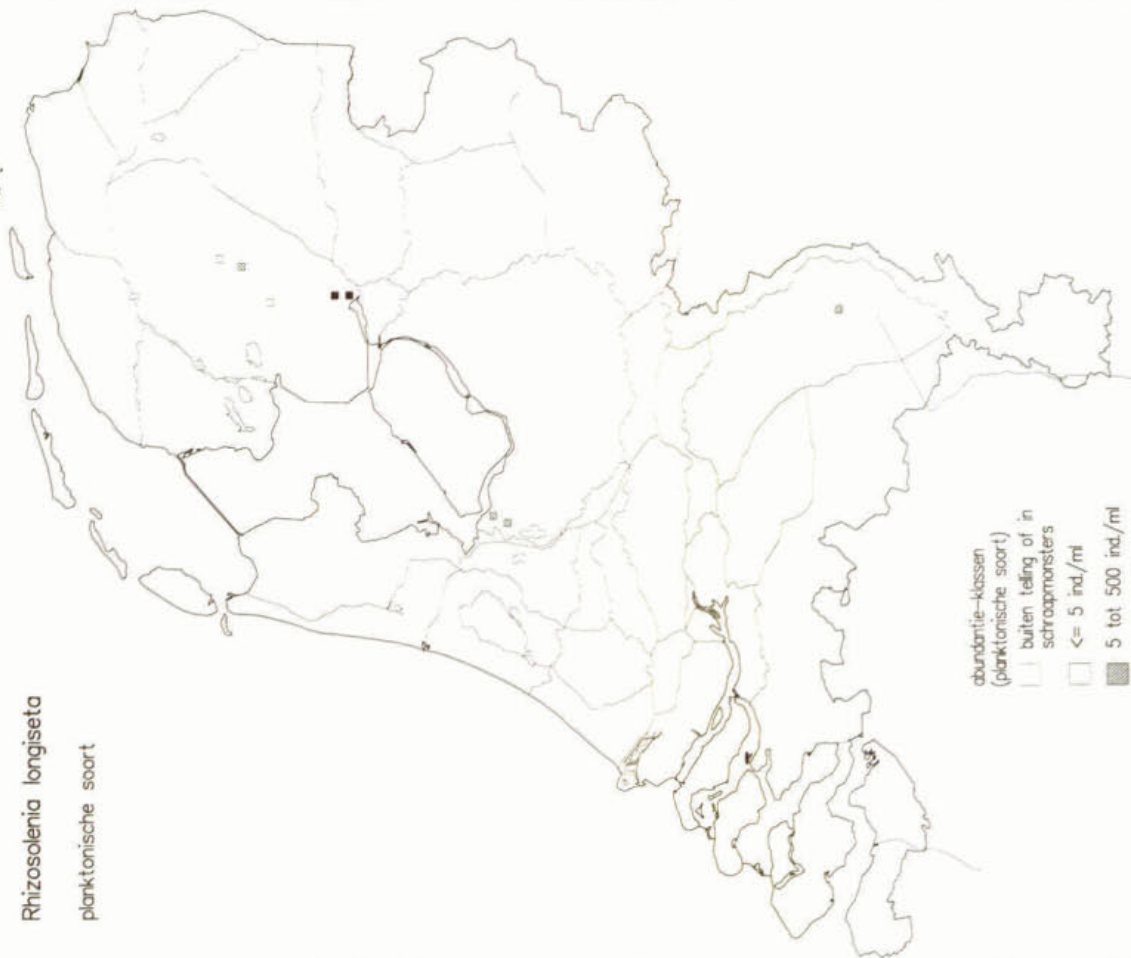 Rhizosolenia longiseta
planktonische soort
abundantie-klassen
(planktonische soort)
buiten telling of in
schraapmonsters
<= 5 ind./ml
5 tot 500 ind./ml